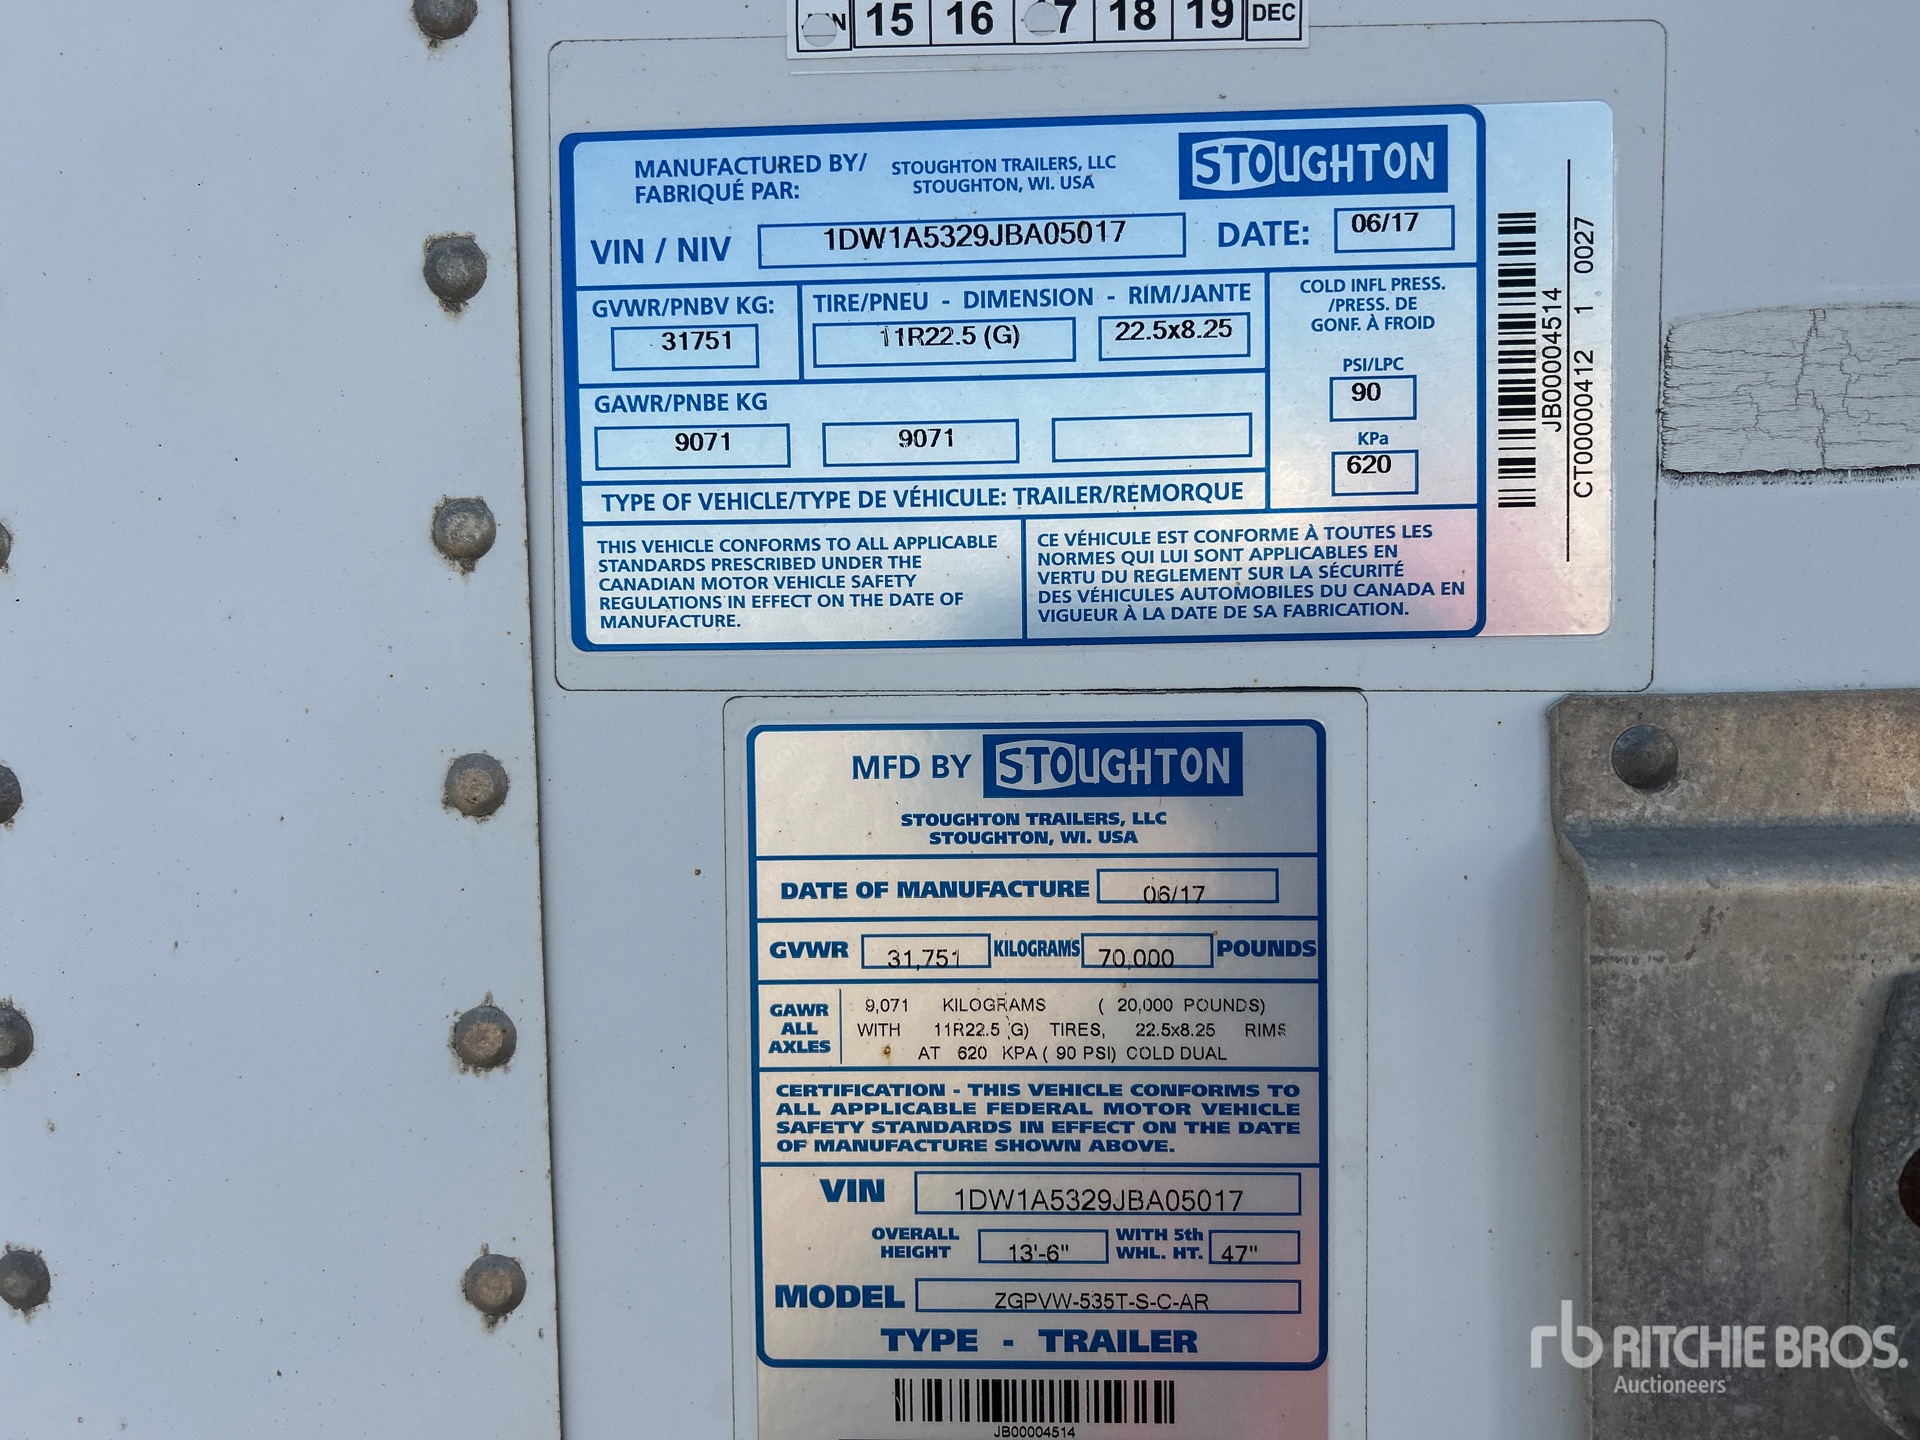 15 16 7 18 19 DEC
MANUFACTURED BY/
FABRIQUÉ PAR:
STOUGHTON TRAILERS, LLC
STOUGHTON, WI. USA
STOUGHTON
VIN / NIV 1DW1A5329JBA05017 DATE: 06/17
GVWR/PNBV KG:
31751
TIRE/PNEU - DIMENSION - RIM/JANTE
11R22.5 (G) 22.5x8.25
COLD INFL PRESS.
/PRESS. DE
GONF. À FROID
PSI/LPC
90
KPa
620
GAWR/PNBE KG
9071 9071
TYPE OF VEHICLE/TYPE DE VÉHICULE: TRAILER/REMORQUE
THIS VEHICLE CONFORMS TO ALL APPLICABLE
STANDARDS PRESCRIBED UNDER THE
CANADIAN MOTOR VEHICLE SAFETY
REGULATIONS IN EFFECT ON THE DATE OF
MANUFACTURE.
CE VÉHICULE EST CONFORME À TOUTES LES
NORMES QUI LUI SONT APPLICABLES EN
VERTU DU REGLEMENT SUR LA SÉCURITÉ
DES VÉHICULES AUTOMOBILES DU CANADA EN
VIGUEUR À LA DATE DE SA FABRICATION.
JB00004514
CT0000412 1 0027
MFD BY STOUGHTON
STOUGHTON TRAILERS, LLC
STOUGHTON, WI. USA
DATE OF MANUFACTURE 06/17
GVWR 31,751 KILOGRAMS 70,000 POUNDS
GAWR
ALL
AXLES
9,071 KILOGRAMS ( 20,000 POUNDS)
WITH 11R22.5 (G) TIRES, 22.5x8.25 RIMS
AT 620 KPA ( 90 PSI) COLD DUAL
CERTIFICATION - THIS VEHICLE CONFORMS TO
ALL APPLICABLE FEDERAL MOTOR VEHICLE
SAFETY STANDARDS IN EFFECT ON THE DATE
OF MANUFACTURE SHOWN ABOVE.
VIN 1DW1A5329JBA05017
OVERALL
HEIGHT
13'-6"
WITH 5th
WHL. HT.
47"
MODEL ZGPVW-535T-S-C-AR
TYPE - TRAILER
JB00004514
rb RITCHIE BROS.
Auctioneers